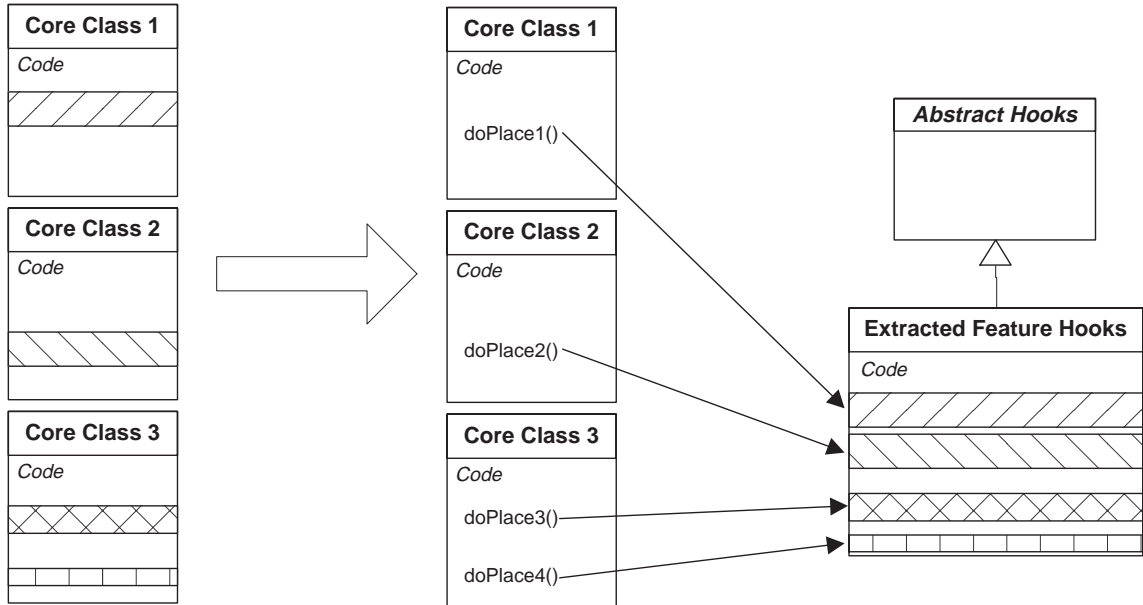 Core Class 1
Code
Core Class 2
Code
Core Class 3
Code
Core Class 1
Code
doPlace1()
Core Class 2
Code
doPlace2()
Core Class 3
Code
doPlace3()
doPlace4()
Abstract Hooks
Extracted Feature Hooks
Code